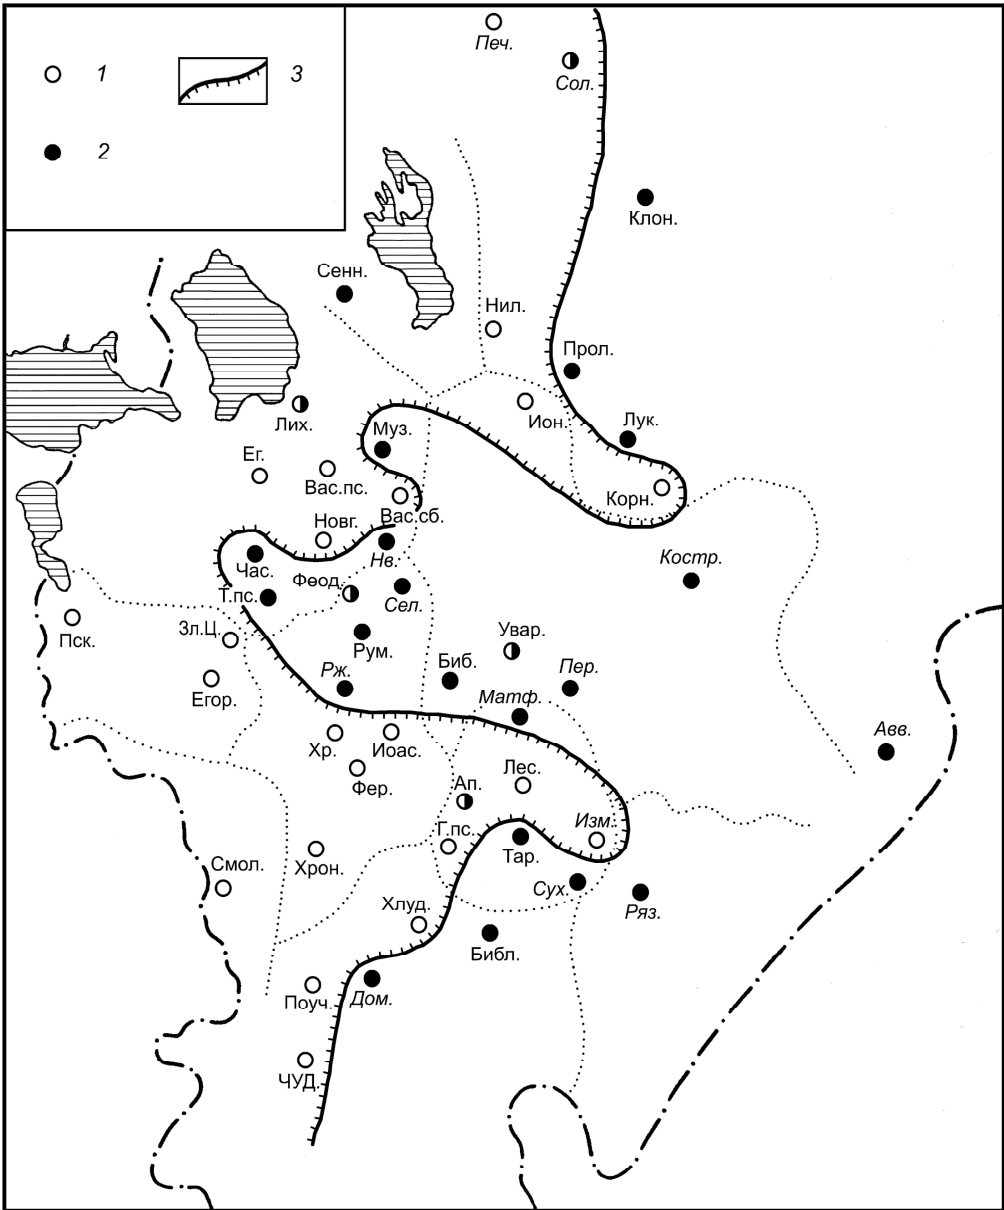 1
3
2
Печ.
Сол.
Клон.
Сенн.
Нил.
Прол.
Ион.
Лих.
Муз.
Лук.
Ег.
Вас.пс.
Вас.сб.
Корн.
Новг.
Нв.
Час.
Феод.
Костр.
Т.пс.
Сел.
Пск.
Зл.Ц.
Рум.
Увар.
Егор.
Рж.
Биб.
Пер.
Матф.
Авв.
Хр.
Иоас.
Фер.
Ап.
Лес.
Г.пс.
Изм.
Тар.
Смол.
Хрон.
Сух.
Ряз.
Хлуд.
Библ.
Поуч.
Дом.
ЧУД.